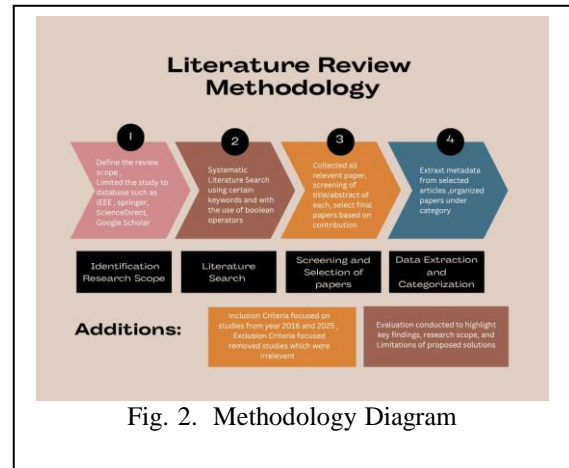 Literature Review
Methodology
1
Define the review
scope ,
Limited the study to
database such as
IEEE , springer,
ScienceDirect,
Google Scholar
2
Systematic
Literature Search
using certain
keywords and with
the use of boolean
operators
3
Collected all
relevent paper,
screening of
title/abstract of
each, select final
papers based on
contribution
4
Extraxt metadata
from selected
articles ,organized
papers under
category
Identification
Research Scope
Literature
Search
Screening and
Selection of
papers
Data Extraction
and
Categorization
Additions:
Inclusion Criteria focused on
studies from year 2016 and 2025 ,
Exclusion Criteria focused
removed studies which were
irrelevent
Evaluation conducted to highlight
key findings, research scope, and
Limitations of proposed solutions
Fig. 2. Methodology Diagram